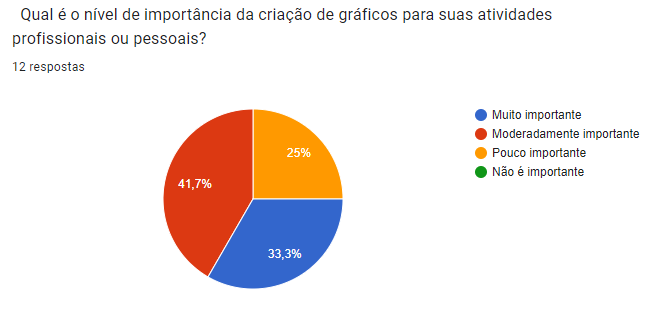 Qual é o nível de importância da criação de gráficos para suas atividades
profissionais ou pessoais?
12 respostas
25%
41,7%
33,3%
Muito importante
Moderadamente importante
Pouco importante
Não é importante